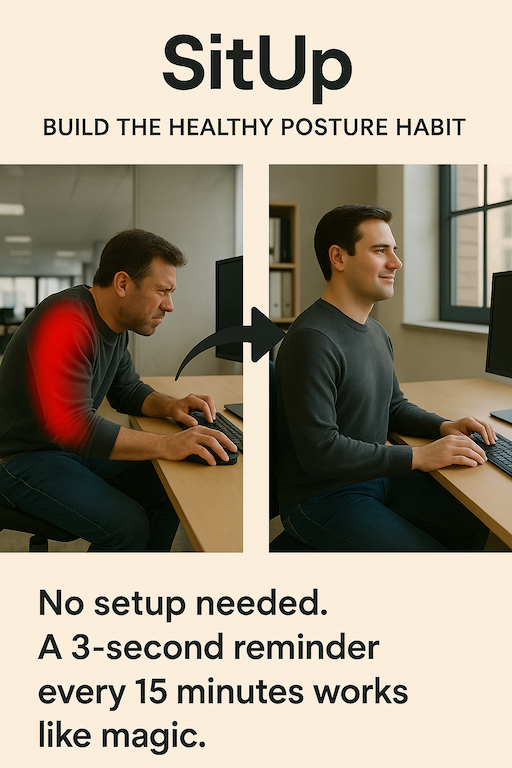 SitUp
BUILD THE HEALTHY POSTURE HABIT
No setup needed.
A 3-second reminder
every 15 minutes works
like magic.